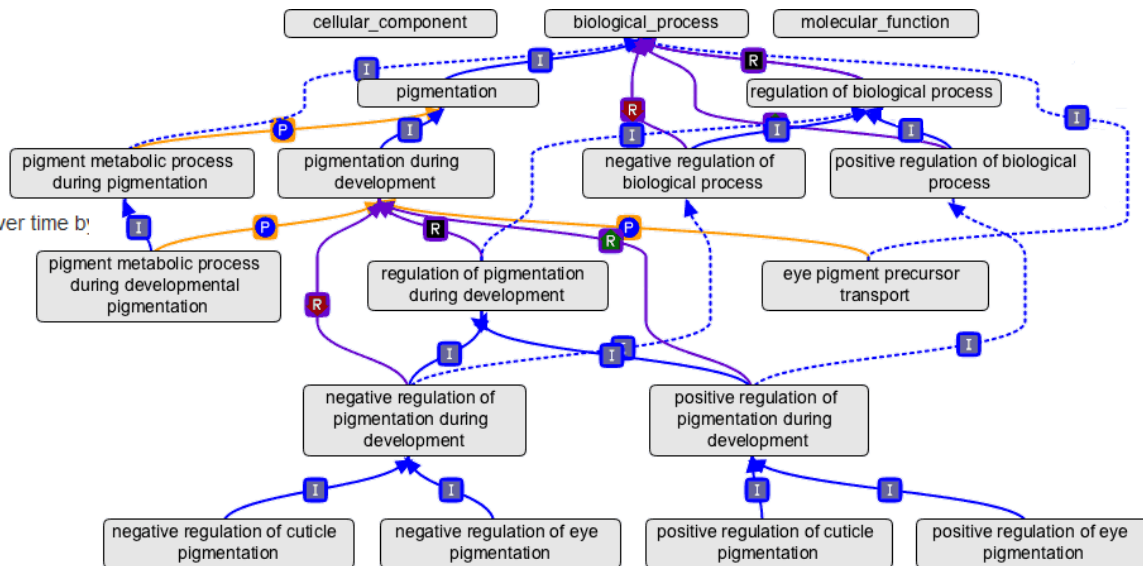 cellular_component
biological_process
molecular_function
I
I
R
pigmentation
R
regulation of biological process
I
P
I
I
I
I
pigment metabolic process
during pigmentation
pigmentation during
development
negative regulation of
biological process
positive regulation of biological
process
ver time by
I
P
R
R
P
pigment metabolic process
during developmental
pigmentation
regulation of pigmentation
during development
eye pigment precursor
transport
R
I
I
I
I
negative regulation of
pigmentation during
development
positive regulation of
pigmentation during
development
I
I
I
I
negative regulation of cuticle
pigmentation
negative regulation of eye
pigmentation
positive regulation of cuticle
pigmentation
positive regulation of eye
pigmentation